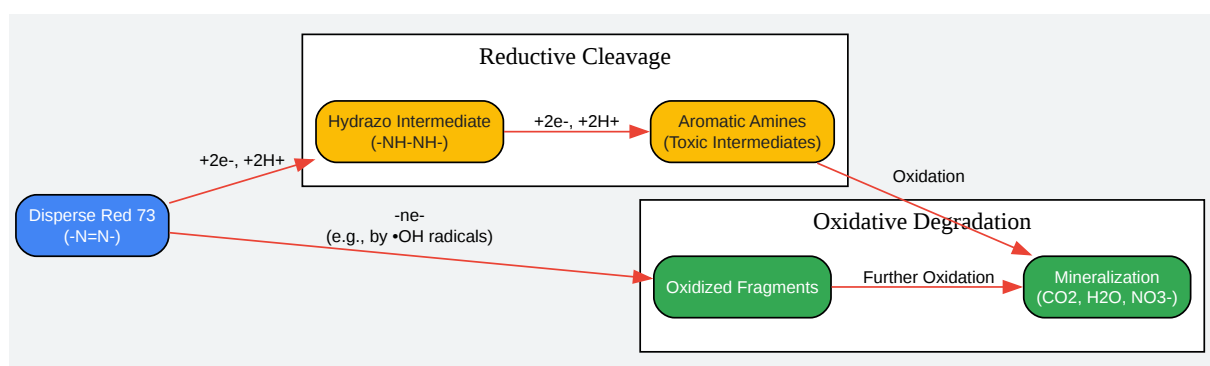 Reductive Cleavage
Hydrazo Intermediate
(-NH-NH-)
+2e-, +2H+
Aromatic Amines
(Toxic Intermediates)
+2e-, +2H+
Oxidation
Disperse Red 73
(-N=N-)
-ne-
(e.g., by •OH radicals)
Oxidative Degradation
Oxidized Fragments
Further Oxidation
Mineralization
(CO2, H2O, NO3-)